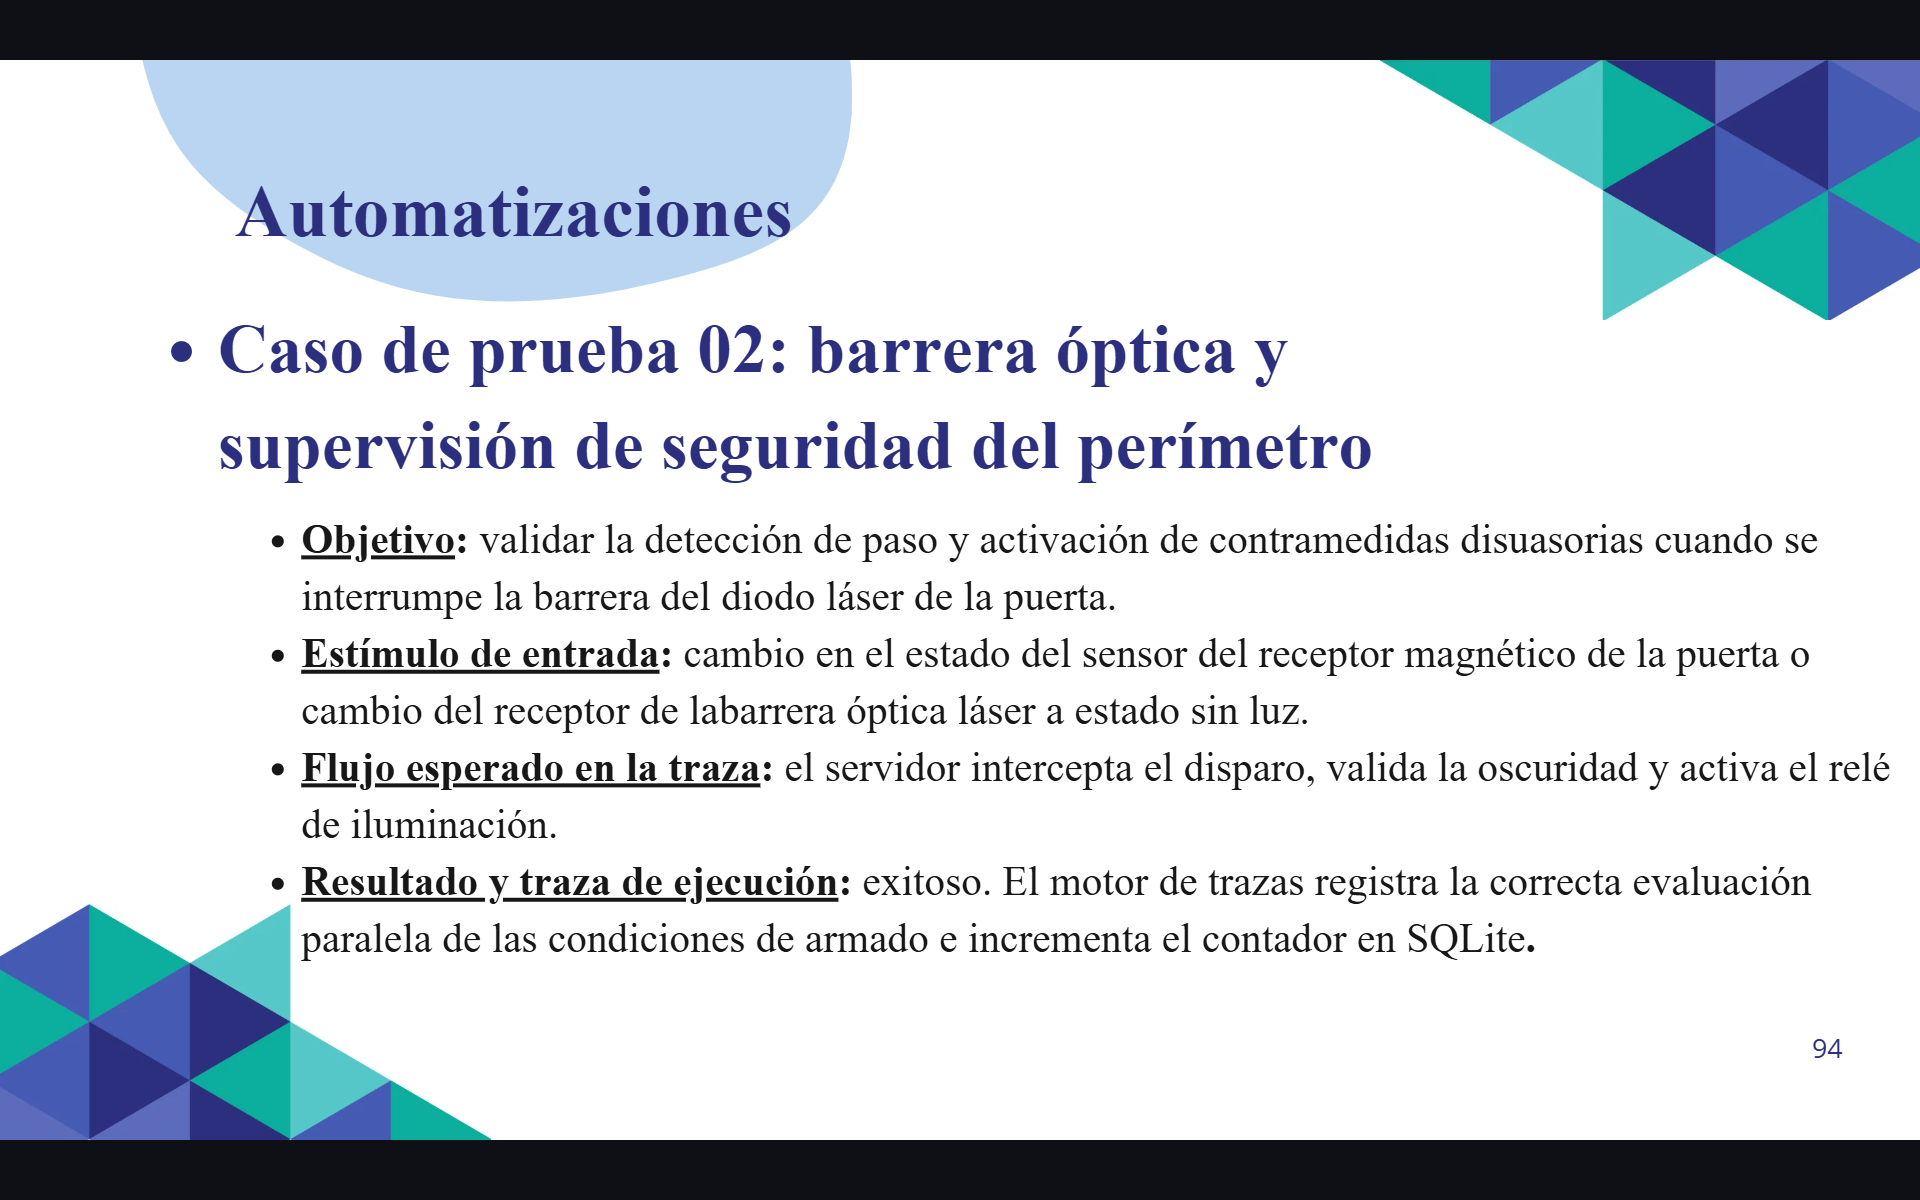 Automatizaciones
• Caso de prueba 02: barrera óptica y
supervisión de seguridad del perímetro
• Objetivo: validar la detección de paso y activación de contramedidas disuasorias cuando se
interrumpe la barrera del diodo láser de la puerta.
• Estímulo de entrada: cambio en el estado del sensor del receptor magnético de la puerta o
cambio del receptor de labarrera óptica láser a estado sin luz.
• Flujo esperado en la traza: el servidor intercepta el disparo, valida la oscuridad y activa el relé
de iluminación.
• Resultado y traza de ejecución: exitoso. El motor de trazas registra la correcta evaluación
paralela de las condiciones de armado e incrementa el contador en SQLite.
94